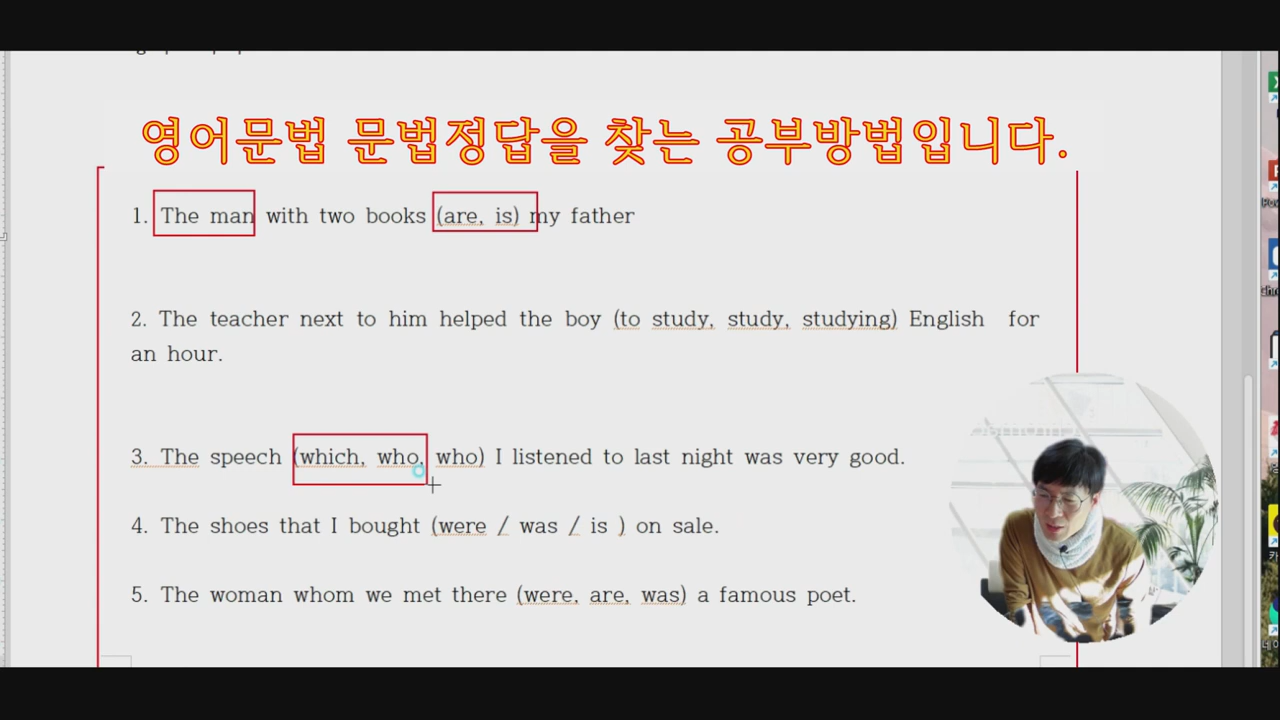 영어문법 문법정답을 찾는 공부방법입니다.
1. The man with two books (are, is) my father
2. The teacher next to him helped the boy (to study, study, studying) English for
an hour.
3. The speech (which, who, who) I listened to last night was very good.
4. The shoes that I bought (were / was / is ) on sale.
5. The woman whom we met there (were, are, was) a famous poet.